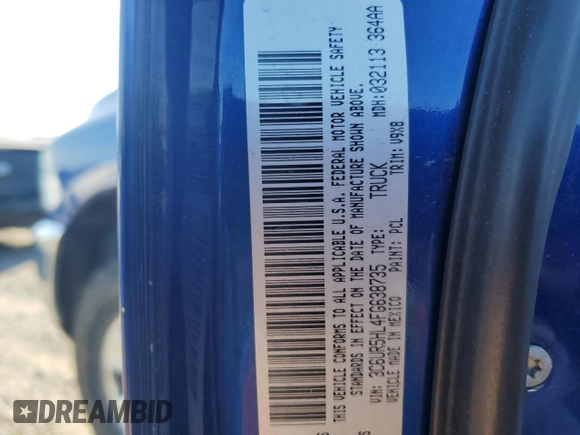 THIS VEHICLE CONFORMS TO ALL APPLICABLE U.S.A. FEDERAL MOTOR VEHICLE SAFETY
STANDARDS IN EFFECT ON THE DATE OF MANUFACTURE SHOWN ABOVE.
VIN: 3C6UR5HL4FG638735 TYPE: TRUCK MDH:032113 364AA
VEHICLE MADE IN MEXICO PAINT: PCL TRIM: V9X8
DREAMBID